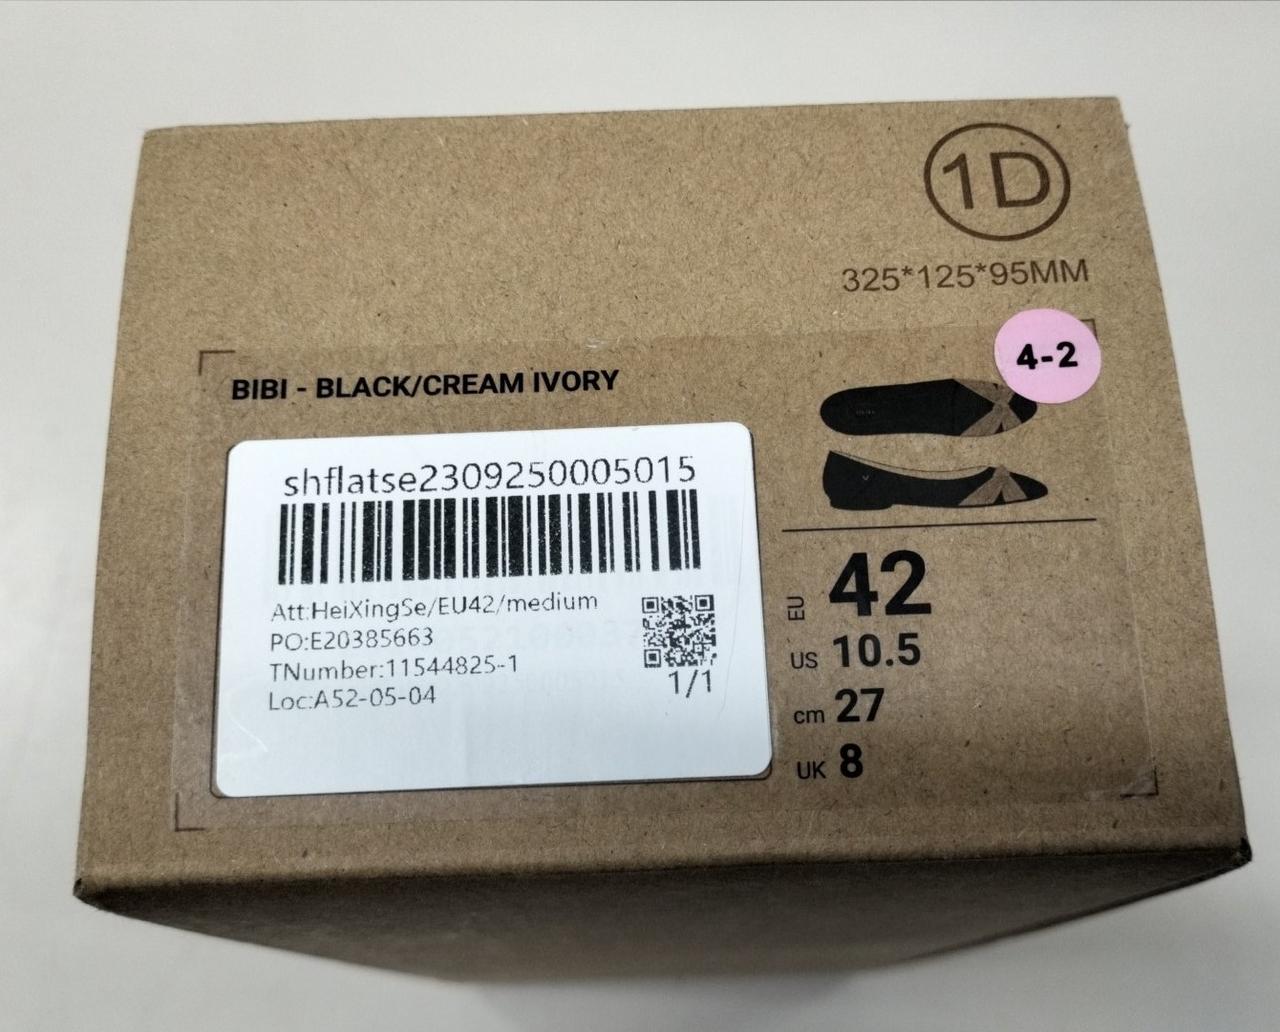 1D
325*125*95MM
4-2
BIBI - BLACK/CREAM IVORY
shflatse2309250005015
Att:HeiXingSe/EU42/medium
PO:E20385663
TNumber:11544825-1
Loc:A52-05-04
1/1
EU 42
US 10.5
cm 27
UK 8